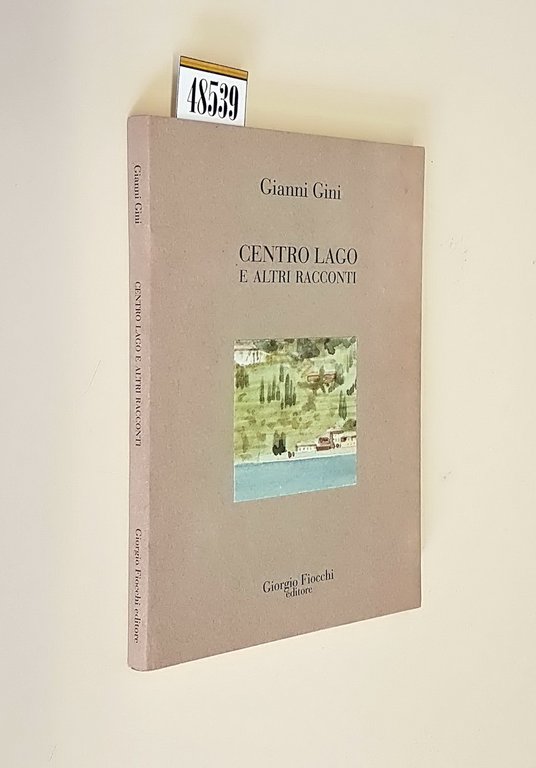 48539
Gianni Gini
CENTRO LAGO
E ALTRI RACCONTI
Giorgio Fiocchi
editore
Gianni Gini
CENTRO LAGO E ALTRI RACCONTI
Giorgio Fiocchi editore